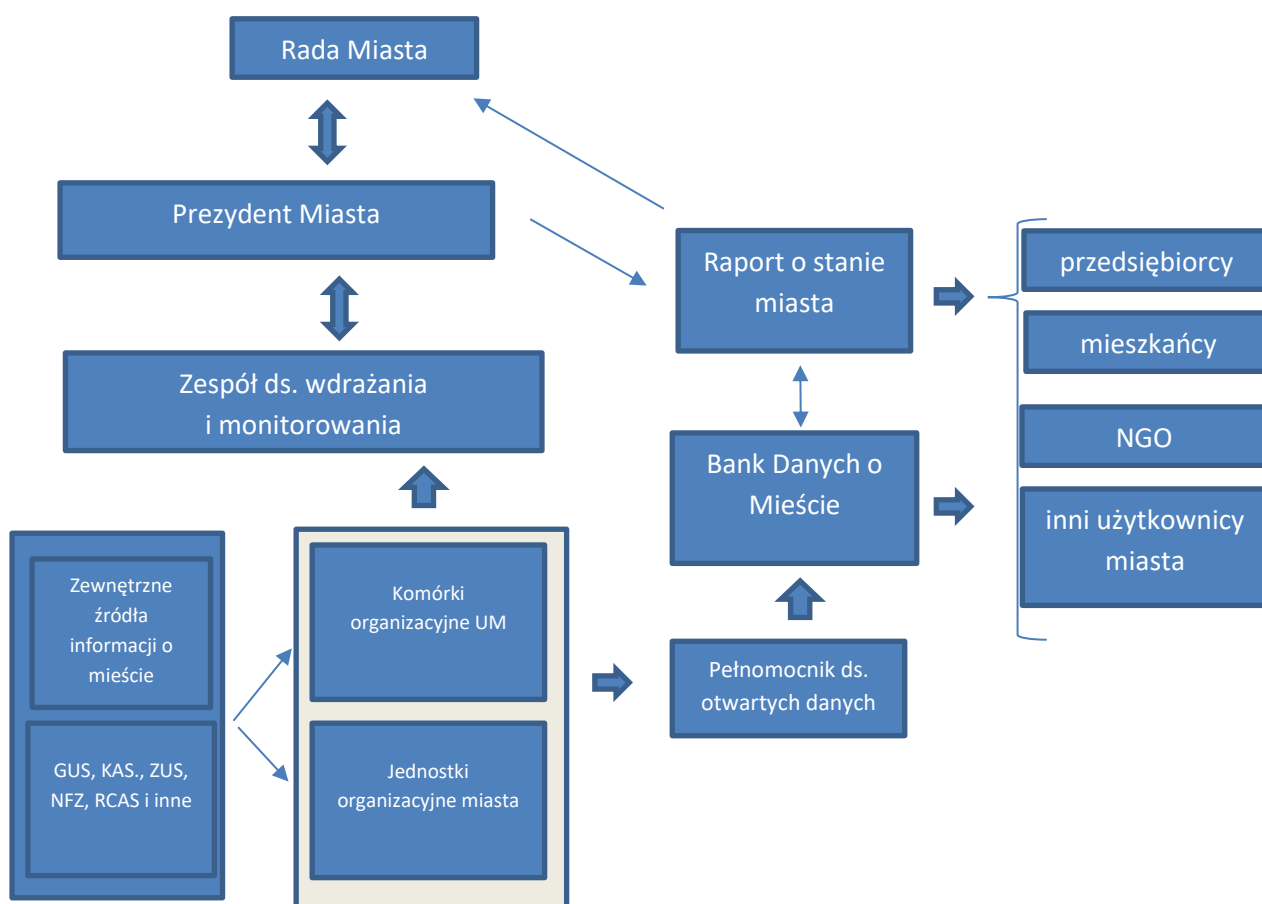 Rada Miasta
Prezydent Miasta
Zespół ds. wdrażania
i monitorowania
Raport o stanie
miasta
Bank Danych o
Mieście
przedsiębiorcy
mieszkańcy
NGO
inni użytkownicy
miasta
Zewnętrzne
źródła
informacji o
mieście
GUS, KAS., ZUS,
NFZ, RCAS i inne
Komórki
organizacyjne UM
Jednostki
organizacyjne miasta
Pełnomocnik ds.
otwartych danych